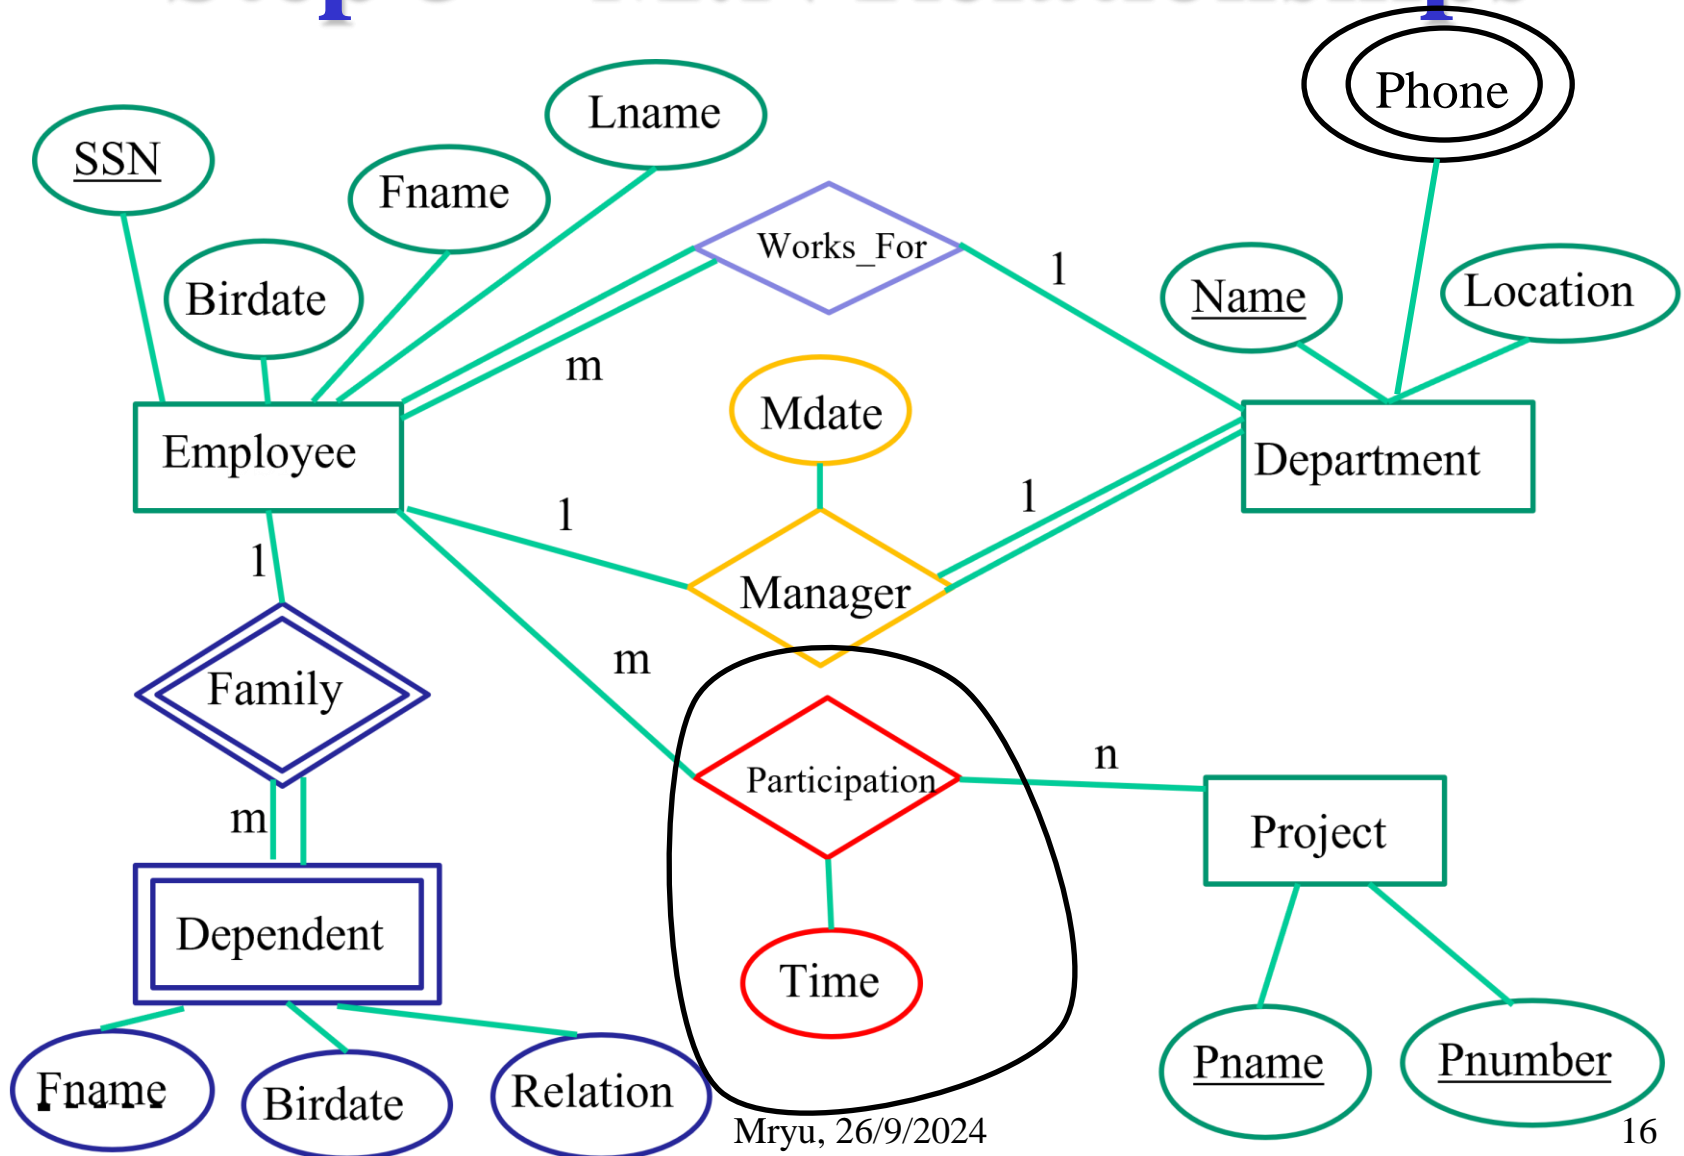 Phone
Lname
SSN
Fname
Works_For
1
Birdate
Name
Location
m
Mdate
Employee
Department
1
1
1
Manager
m
Family
n
Participation
m
Project
Dependent
Time
Pname
Pnumber
Fname
Birdate
Relation
Mryu, 26/9/2024
16